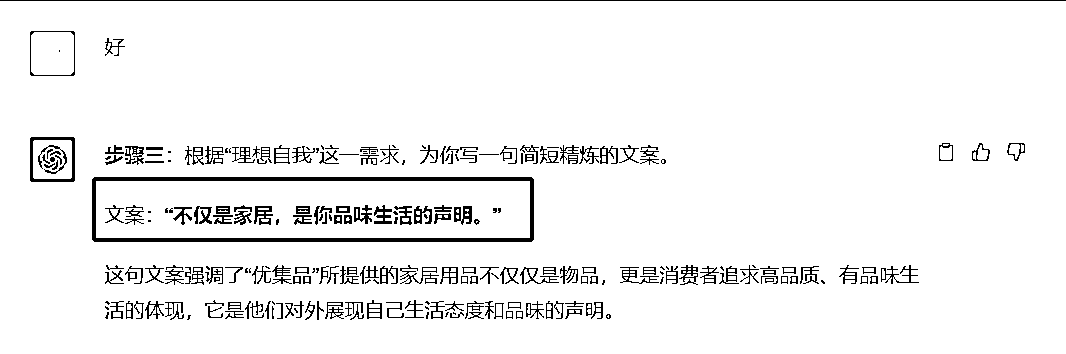 好
步骤三：根据“理想自我”这一需求，为你写一句简短精炼的文案。
文案：“不仅是家居，是你品味生活的声明。”
这句文案强调了“优集品”所提供的家居用品不仅仅是物品，更是消费者追求高品质、有品味生
活的体现，它是他们对外展现自己生活态度和品味的声明。